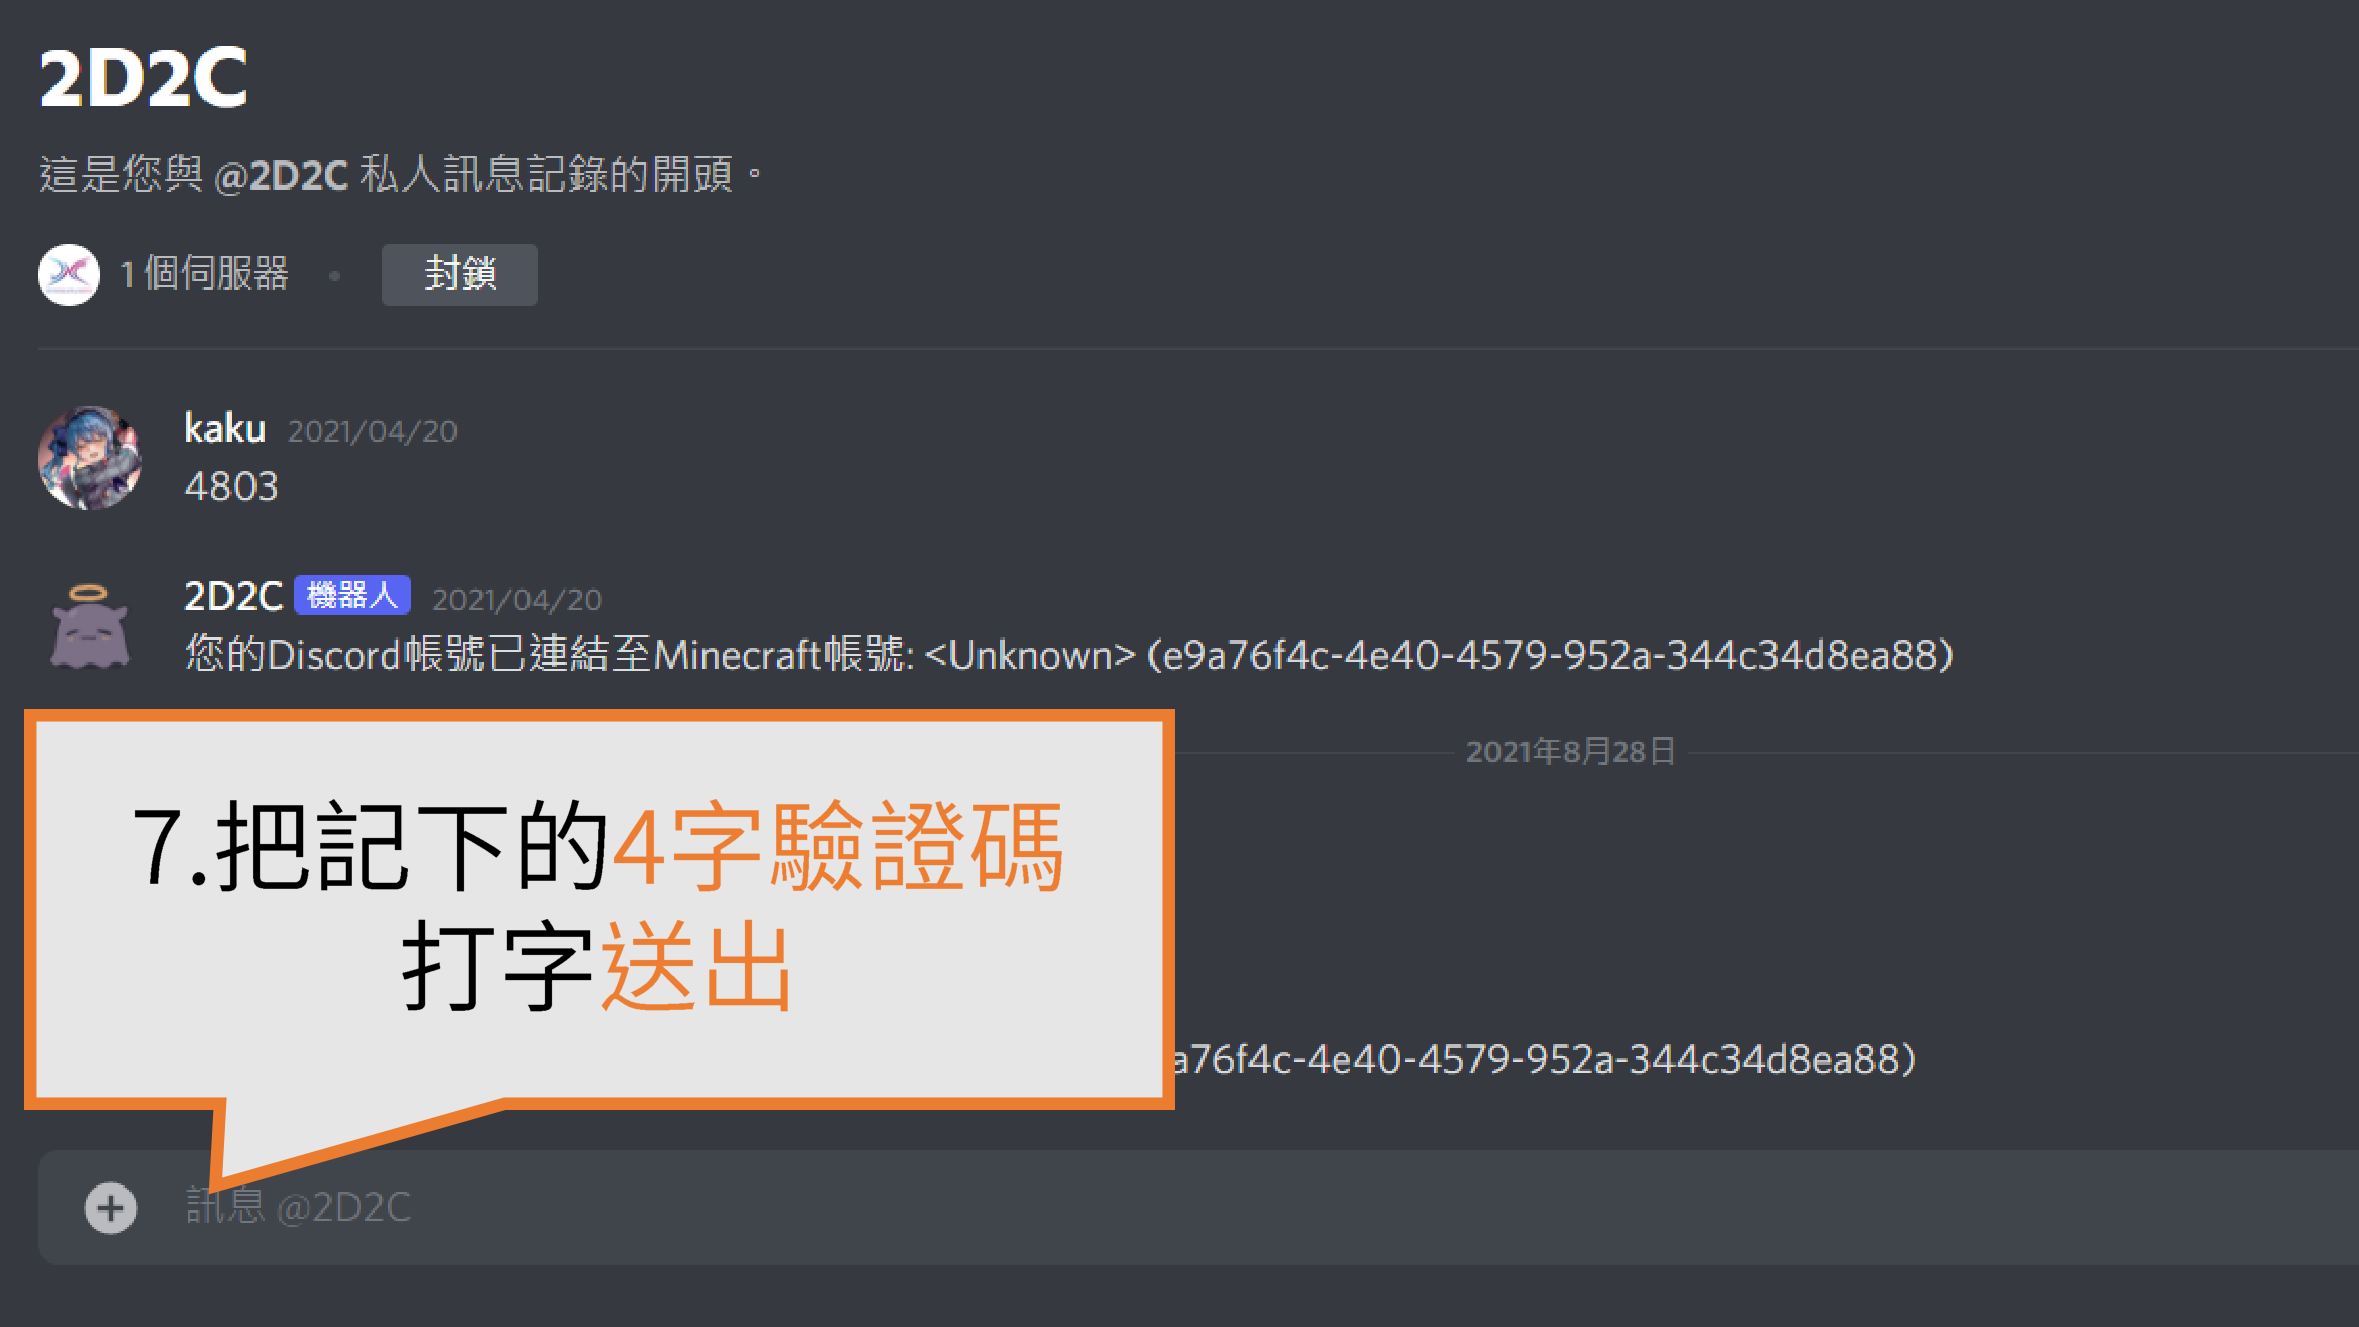 2D2C
這是您與 @2D2C 私人訊息記錄的開頭。
1 個伺服器
封鎖
kaku 2021/04/20
4803
2D2C 機器人 2021/04/20
您的Discord帳號已連結至Minecraft帳號: <Unknown> (e9a76f4c-4e40-4579-952a-344c34d8ea88)
2021年8月28日
7.把記下的4字驗證碼
打字送出
a76f4c-4e40-4579-952a-344c34d8ea88)
訊息 @2D2C